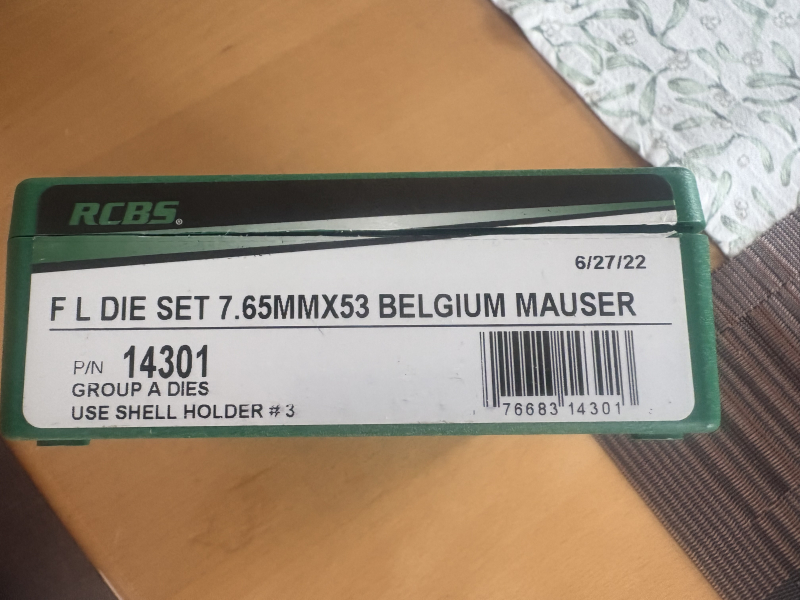 RCBS®
6/27/22
F L DIE SET 7.65MMX53 BELGIUM MAUSER
P/N 14301
GROUP A DIES
USE SHELL HOLDER # 3
76683 14301